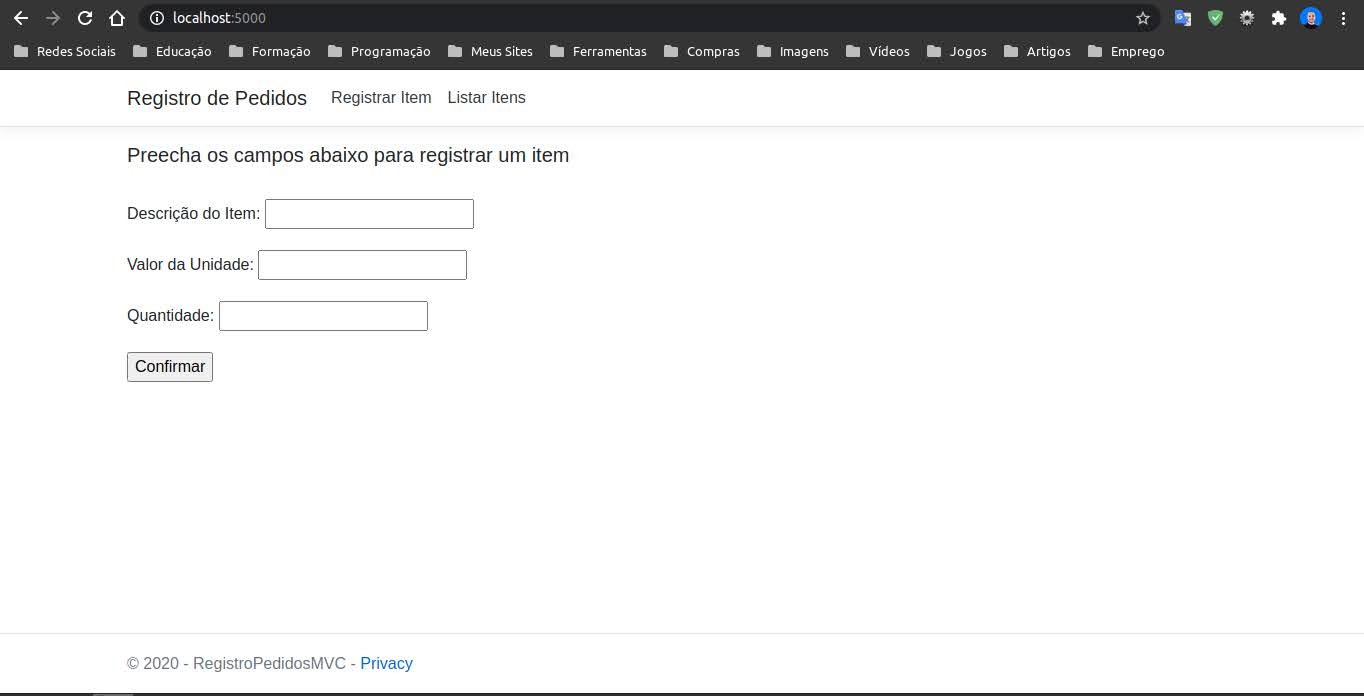 localhost:5000
Redes Sociais Educação Formação Programação Meus Sites Ferramentas Compras Imagens Vídeos Jogos Artigos Emprego
Registro de Pedidos Registrar Item Listar Itens
Preecha os campos abaixo para registrar um item
Descrição do Item:
Valor da Unidade:
Quantidade:
Confirmar
© 2020 - RegistroPedidosMVC - Privacy